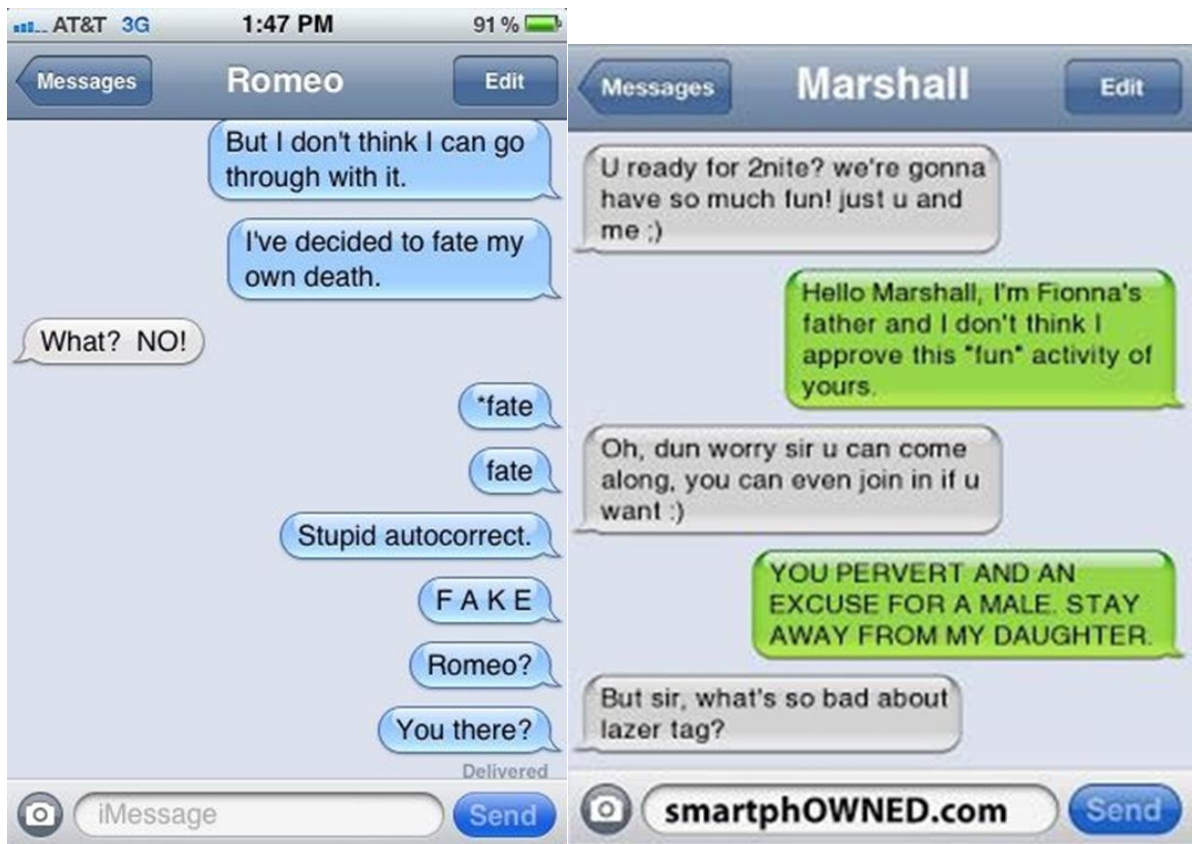 AT&T 3G 1:47 PM 91%
Messages Romeo Edit
But I don't think I can go
through with it.
I've decided to fate my
own death.
What? NO!
*fate
fate
Stupid autocorrect.
F A K E
Romeo?
You there?
Delivered
iMessage Send
Messages Marshall Edit
U ready for 2nite? we're gonna
have so much fun! just u and
me ;)
Hello Marshall, I'm Fionna's
father and I don't think I
approve this "fun" activity of
yours.
Oh, dun worry sir u can come
along, you can even join in if u
want :)
YOU PERVERT AND AN
EXCUSE FOR A MALE. STAY
AWAY FROM MY DAUGHTER.
But sir, what's so bad about
lazer tag?
smartphOWNED.com Send